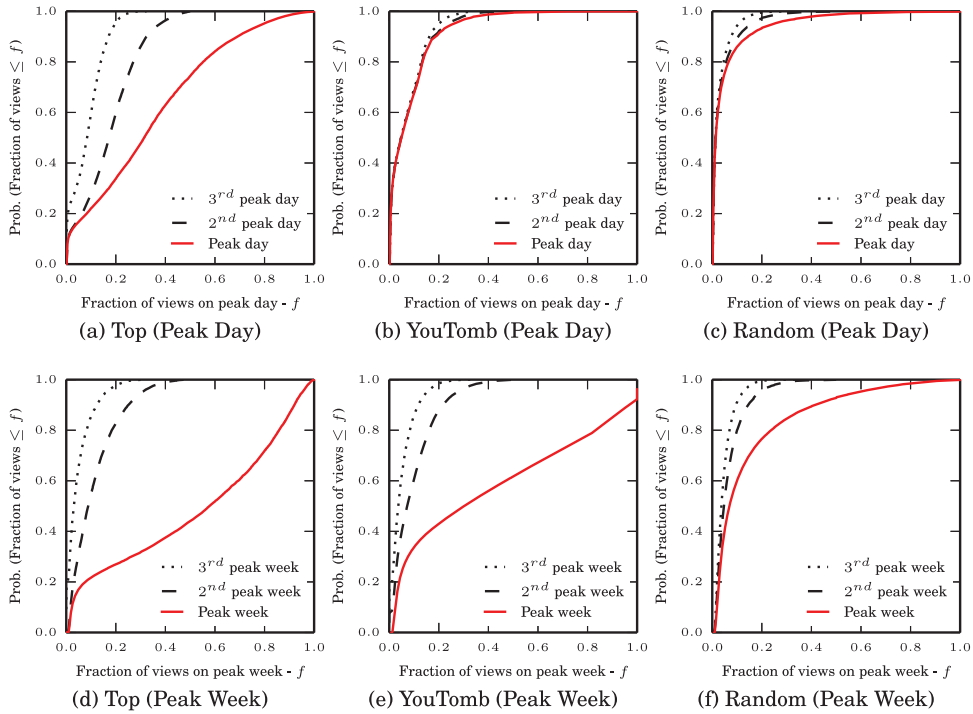 Prob. (Fraction of views ≤ f)
1.0
0.8
0.6
0.4
0.2
0.0
3rd peak day
2nd peak day
Peak day
0.0 0.2 0.4 0.6 0.8 1.0
Fraction of views on peak day - f
(a) Top (Peak Day)
Prob. (Fraction of views ≤ f)
1.0
0.8
0.6
0.4
0.2
0.0
3rd peak day
2nd peak day
Peak day
0.0 0.2 0.4 0.6 0.8 1.0
Fraction of views on peak day - f
(b) YouTomb (Peak Day)
Prob. (Fraction of views ≤ f)
1.0
0.8
0.6
0.4
0.2
0.0
3rd peak day
2nd peak day
Peak day
0.0 0.2 0.4 0.6 0.8 1.0
Fraction of views on peak day - f
(c) Random (Peak Day)
Prob. (Fraction of views ≤ f)
1.0
0.8
0.6
0.4
0.2
0.0
3rd peak week
2nd peak week
Peak week
0.0 0.2 0.4 0.6 0.8 1.0
Fraction of views on peak week - f
(d) Top (Peak Week)
Prob. (Fraction of views ≤ f)
1.0
0.8
0.6
0.4
0.2
0.0
3rd peak week
2nd peak week
Peak week
0.0 0.2 0.4 0.6 0.8 1.0
Fraction of views on peak week - f
(e) YouTomb (Peak Week)
Prob. (Fraction of views ≤ f)
1.0
0.8
0.6
0.4
0.2
0.0
3rd peak week
2nd peak week
Peak week
0.0 0.2 0.4 0.6 0.8 1.0
Fraction of views on peak week - f
(f) Random (Peak Week)